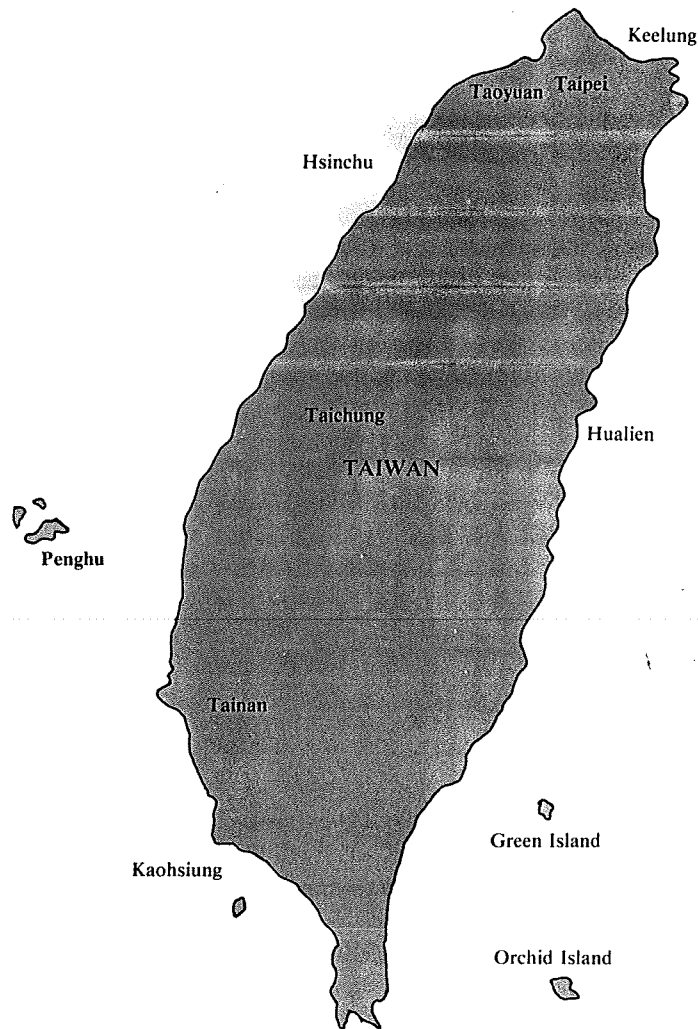 Keelung
Taoyuan Taipei
Hsinchu
Taichung
Hualien
TAIWAN
Penghu
Tainan
Green Island
Kaohsiung
Orchid Island